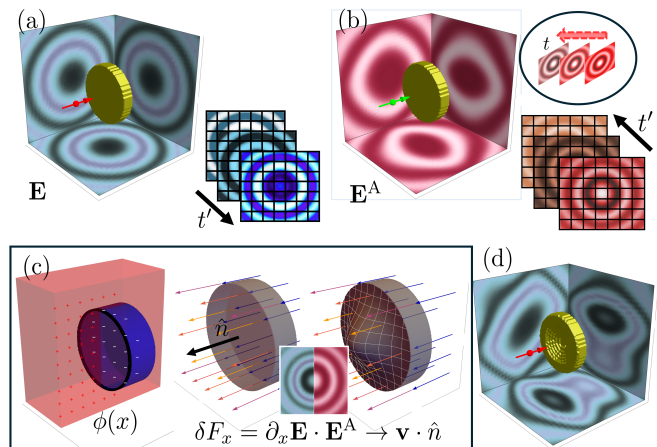 (a)
E
t′
(b)
E^A
t
t′
(c)
ϕ(x)
n̂
δF_x = ∂_x E · E^A → v · n̂
(d)